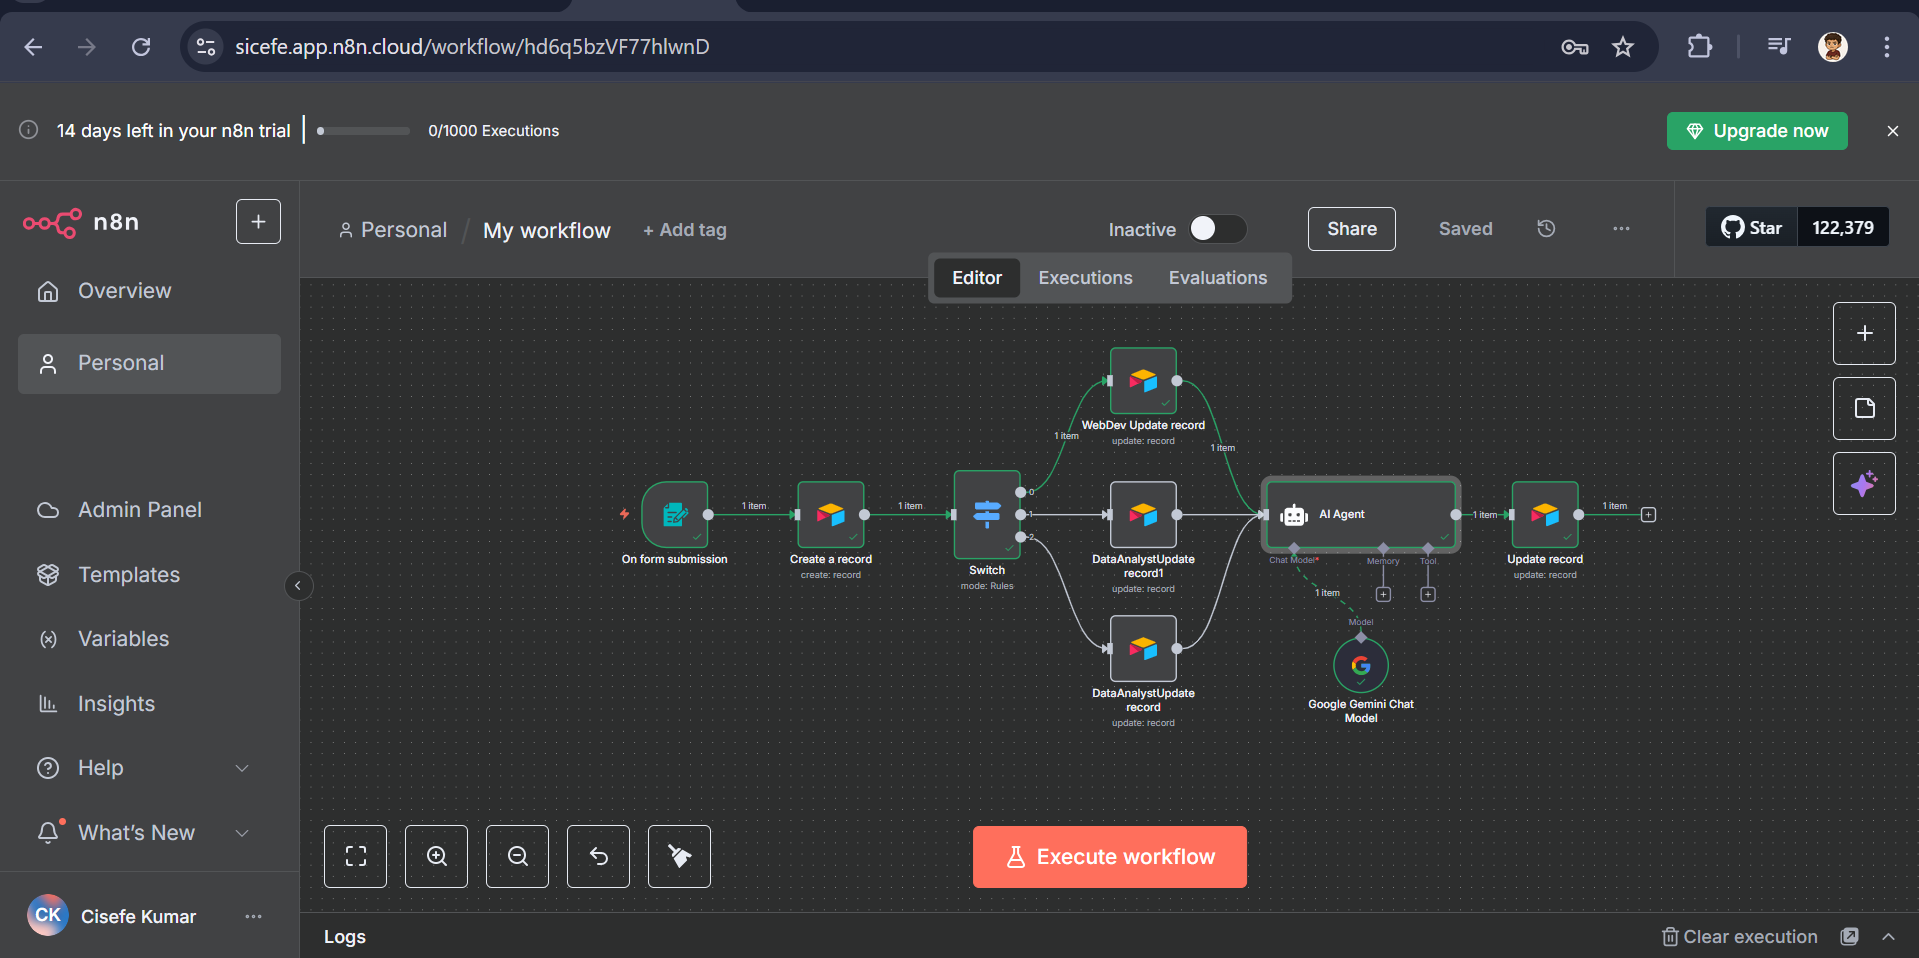 sicefe.app.n8n.cloud/workflow/hd6q5bzVF77hlwnD
14 days left in your n8n trial
0/1000 Executions
Upgrade now
n8n
Personal / My workflow
+ Add tag
Inactive
Share
Saved
Star
122,379
Editor
Executions
Evaluations
Overview
Personal
Admin Panel
Templates
Variables
Insights
Help
What's New
CK
Cisefe Kumar
On form submission
1 item
Create a record
create: record
1 item
Switch
mode: Rules
0
1
2
1 item
WebDev Update record
update: record
1 item
DataAnalystUpdate
record1
update: record
DataAnalystUpdate
record
update: record
AI Agent
Chat Model*
Memory
Tool
1 item
Model
G
Google Gemini Chat
Model
1 item
Update record
update: record
1 item
Execute workflow
Logs
Clear execution